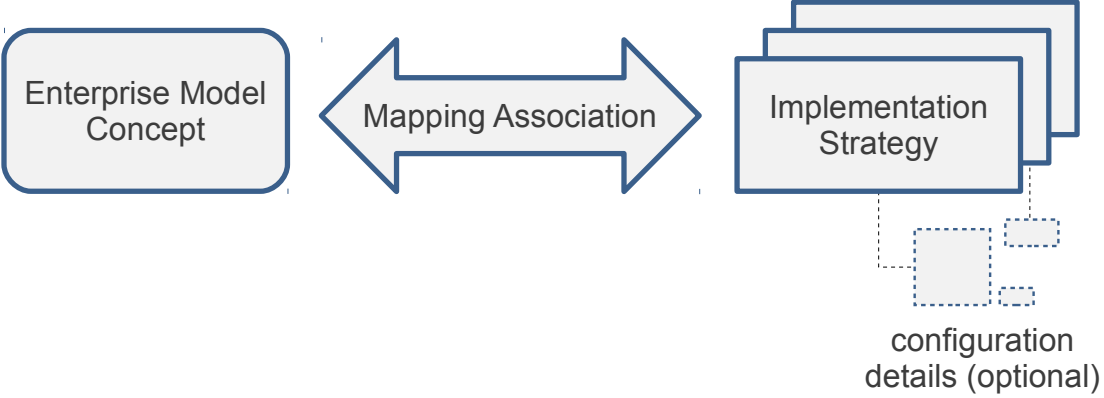 Enterprise Model
Concept
Mapping Association
Implementation
Strategy
configuration
details (optional)